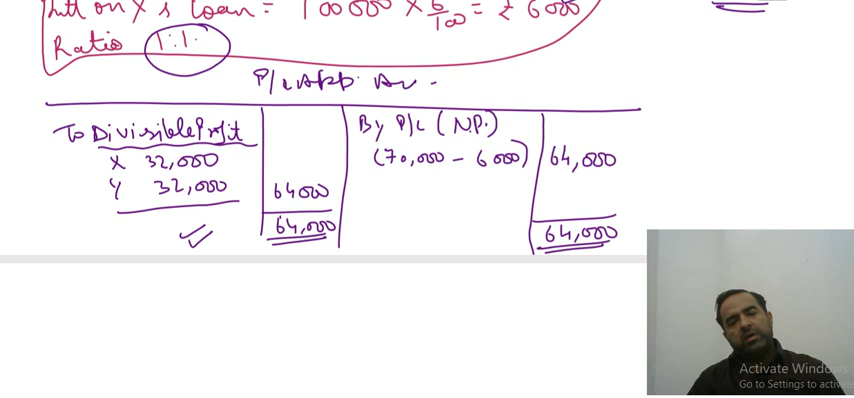 Int on X's Loan = 100000 × 6/100 = ₹ 6000
Ratio 1:1.
P/L App. A/c -
To Divisible Profit
X 32,000
Y 32,000 64000
64,000
By P/L (N.P.)
(70,000 - 6000) 64,000
64,000
Activate Windows
Go to Settings to activate